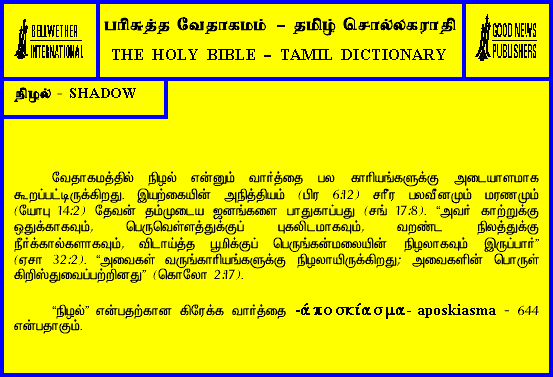 BELLWETHER
INTERNATIONAL
பரிசுத்த வேதாகமம் – தமிழ் சொல்லகராதி
THE HOLY BIBLE – TAMIL DICTIONARY
GOOD NEWS
PUBLISHERS
நிழல் - SHADOW
வேதாகமத்தில் நிழல் என்னும் வார்த்தை பல காரியங்களுக்கு அடையாளமாக
கூறப்பட்டிருக்கிறது. இயற்கையின் அநித்தியம் (பிர 6:12) சரீர பலவீனமும் மரணமும்
(யோபு 14:2) தேவன் தம்முடைய ஜனங்களை பாதுகாப்பது (சங் 17:8). “அவர் காற்றுக்கு
ஒதுக்காகவும், பெருவெள்ளத்துக்குப் புகலிடமாகவும், வறண்ட நிலத்துக்கு
நீர்க்கால்களாகவும், விடாய்த்த பூமிக்குப் பெருங்கன்மலையின் நிழலாகவும் இருப்பார்”
(ஏசா 32:2). “அவைகள் வருங்காரியங்களுக்கு நிழலாயிருக்கிறது; அவைகளின் பொருள்
கிறிஸ்துவைப்பற்றினது” (கொலோ 2:17).
“நிழல்” என்பதற்கான கிரேக்க வார்த்தை -άποσκίασμα- aposkiasma - 644
என்பதாகும்.